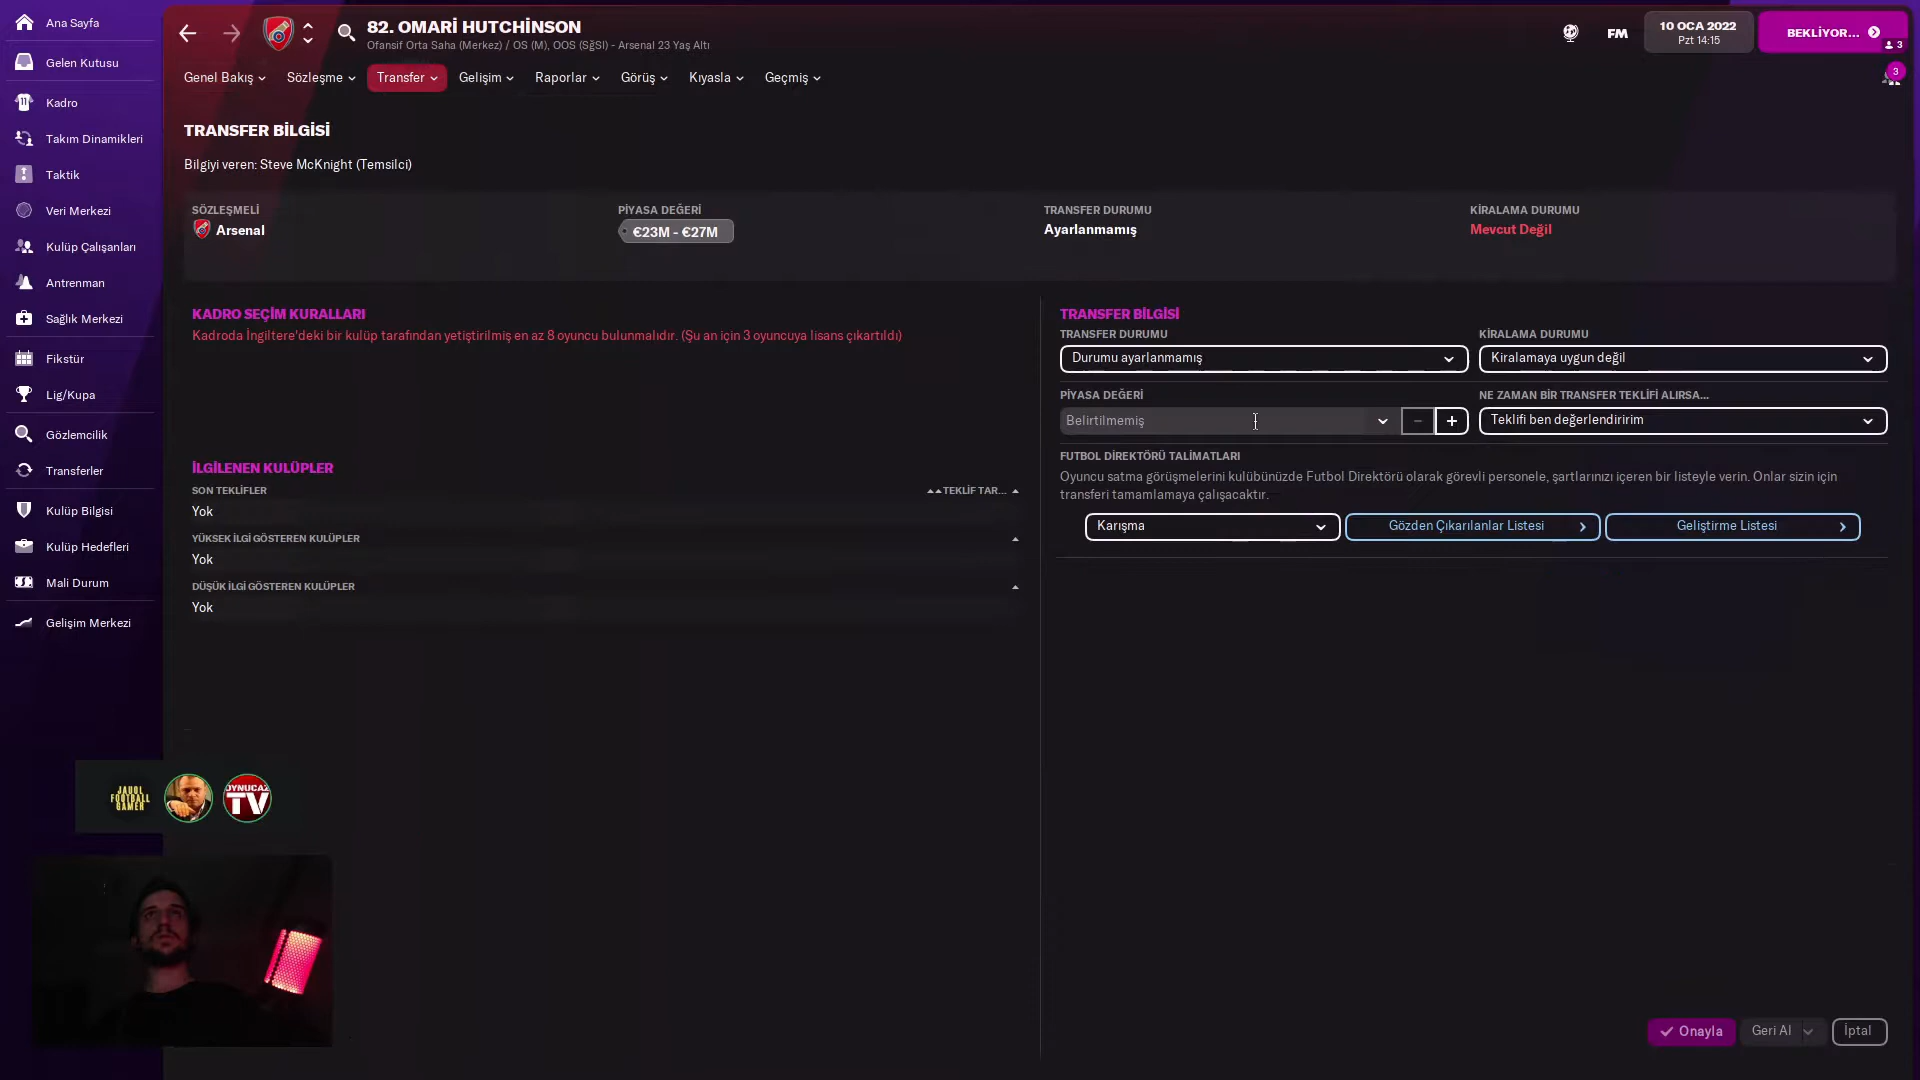 Ana Sayfa
Gelen Kutusu
Kadro
Takım Dinamikleri
Taktik
Veri Merkezi
Kulüp Çalışanları
Antrenman
Sağlık Merkezi
Fikstür
Lig/Kupa
Gözlemcilik
Transferler
Kulüp Bilgisi
Kulüp Hedefleri
Mali Durum
Gelişim Merkezi
82. OMARİ HUTCHİNSON
Ofansif Orta Saha (Merkez) / OS (M), OOS (SğSl) - Arsenal 23 Yaş Altı
FM
10 OCA 2022
Pzt 14:15
BEKLİYOR...
3
3
Genel Bakış
Sözleşme
Transfer
Gelişim
Raporlar
Görüş
Kıyasla
Geçmiş
TRANSFER BİLGİSİ
Bilgiyi veren: Steve McKnight (Temsilci)
SÖZLEŞMELİ
Arsenal
PİYASA DEĞERİ
€23M - €27M
TRANSFER DURUMU
Ayarlanmamış
KİRALAMA DURUMU
Mevcut Değil
KADRO SEÇİM KURALLARI
Kadroda İngiltere'deki bir kulüp tarafından yetiştirilmiş en az 8 oyuncu bulunmalıdır. (Şu an için 3 oyuncuya lisans çıkartıldı)
İLGİLENEN KULÜPLER
SON TEKLİFLER
TEKLİF TAR...
Yok
YÜKSEK İLGİ GÖSTEREN KULÜPLER
Yok
DÜŞÜK İLGİ GÖSTEREN KULÜPLER
Yok
TRANSFER BİLGİSİ
TRANSFER DURUMU
Durumu ayarlanmamış
KİRALAMA DURUMU
Kiralamaya uygun değil
PİYASA DEĞERİ
Belirtilmemiş
NE ZAMAN BİR TRANSFER TEKLİFİ ALIRSA...
Teklifi ben değerlendiririm
FUTBOL DİREKTÖRÜ TALİMATLARI
Oyuncu satma görüşmelerini kulübünüzde Futbol Direktörü olarak görevli personele, şartlarınızı içeren bir listeyle verin. Onlar sizin için
transferi tamamlamaya çalışacaktır.
Karışma
Gözden Çıkarılanlar Listesi
Geliştirme Listesi
JAUOL
FOOTBALL
GAMER
OYNUCAZ
TV
Onayla
Geri Al
İptal